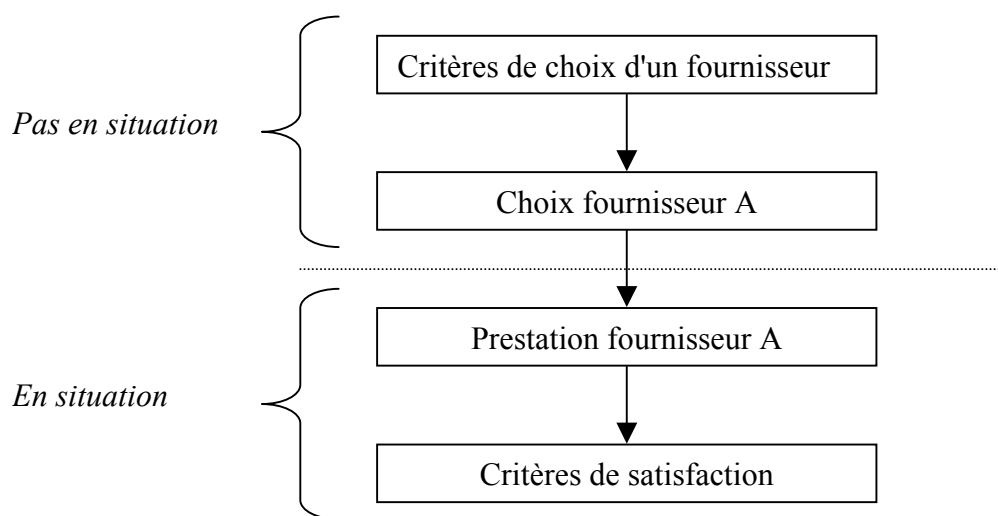 Critères de choix d'un fournisseur
Pas en situation
Choix fournisseur A
Prestation fournisseur A
En situation
Critères de satisfaction